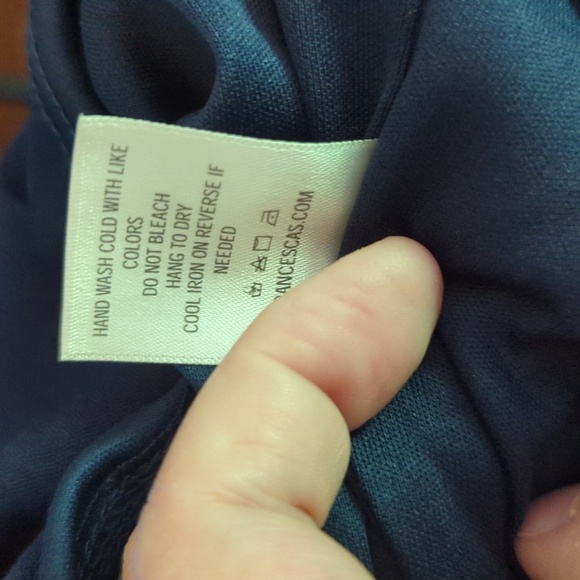 HAND WASH COLD WITH LIKE
COLORS
DO NOT BLEACH
HANG TO DRY
COOL IRON ON REVERSE IF
NEEDED
ANCESCAS.COM